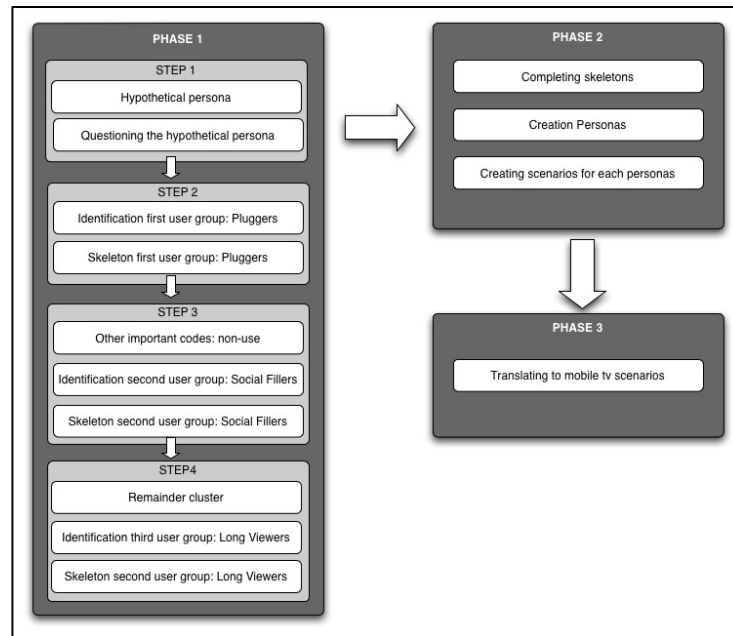 PHASE 1
STEP 1
Hypothetical persona
Questioning the hypothetical persona
STEP 2
Identification first user group: Pluggers
Skeleton first user group: Pluggers
STEP 3
Other important codes: non-use
Identification second user group: Social Fillers
Skeleton second user group: Social Fillers
STEP4
Remainder cluster
Identification third user group: Long Viewers
Skeleton second user group: Long Viewers
PHASE 2
Completing skeletons
Creation Personas
Creating scenarios for each personas
PHASE 3
Translating to mobile tv scenarios